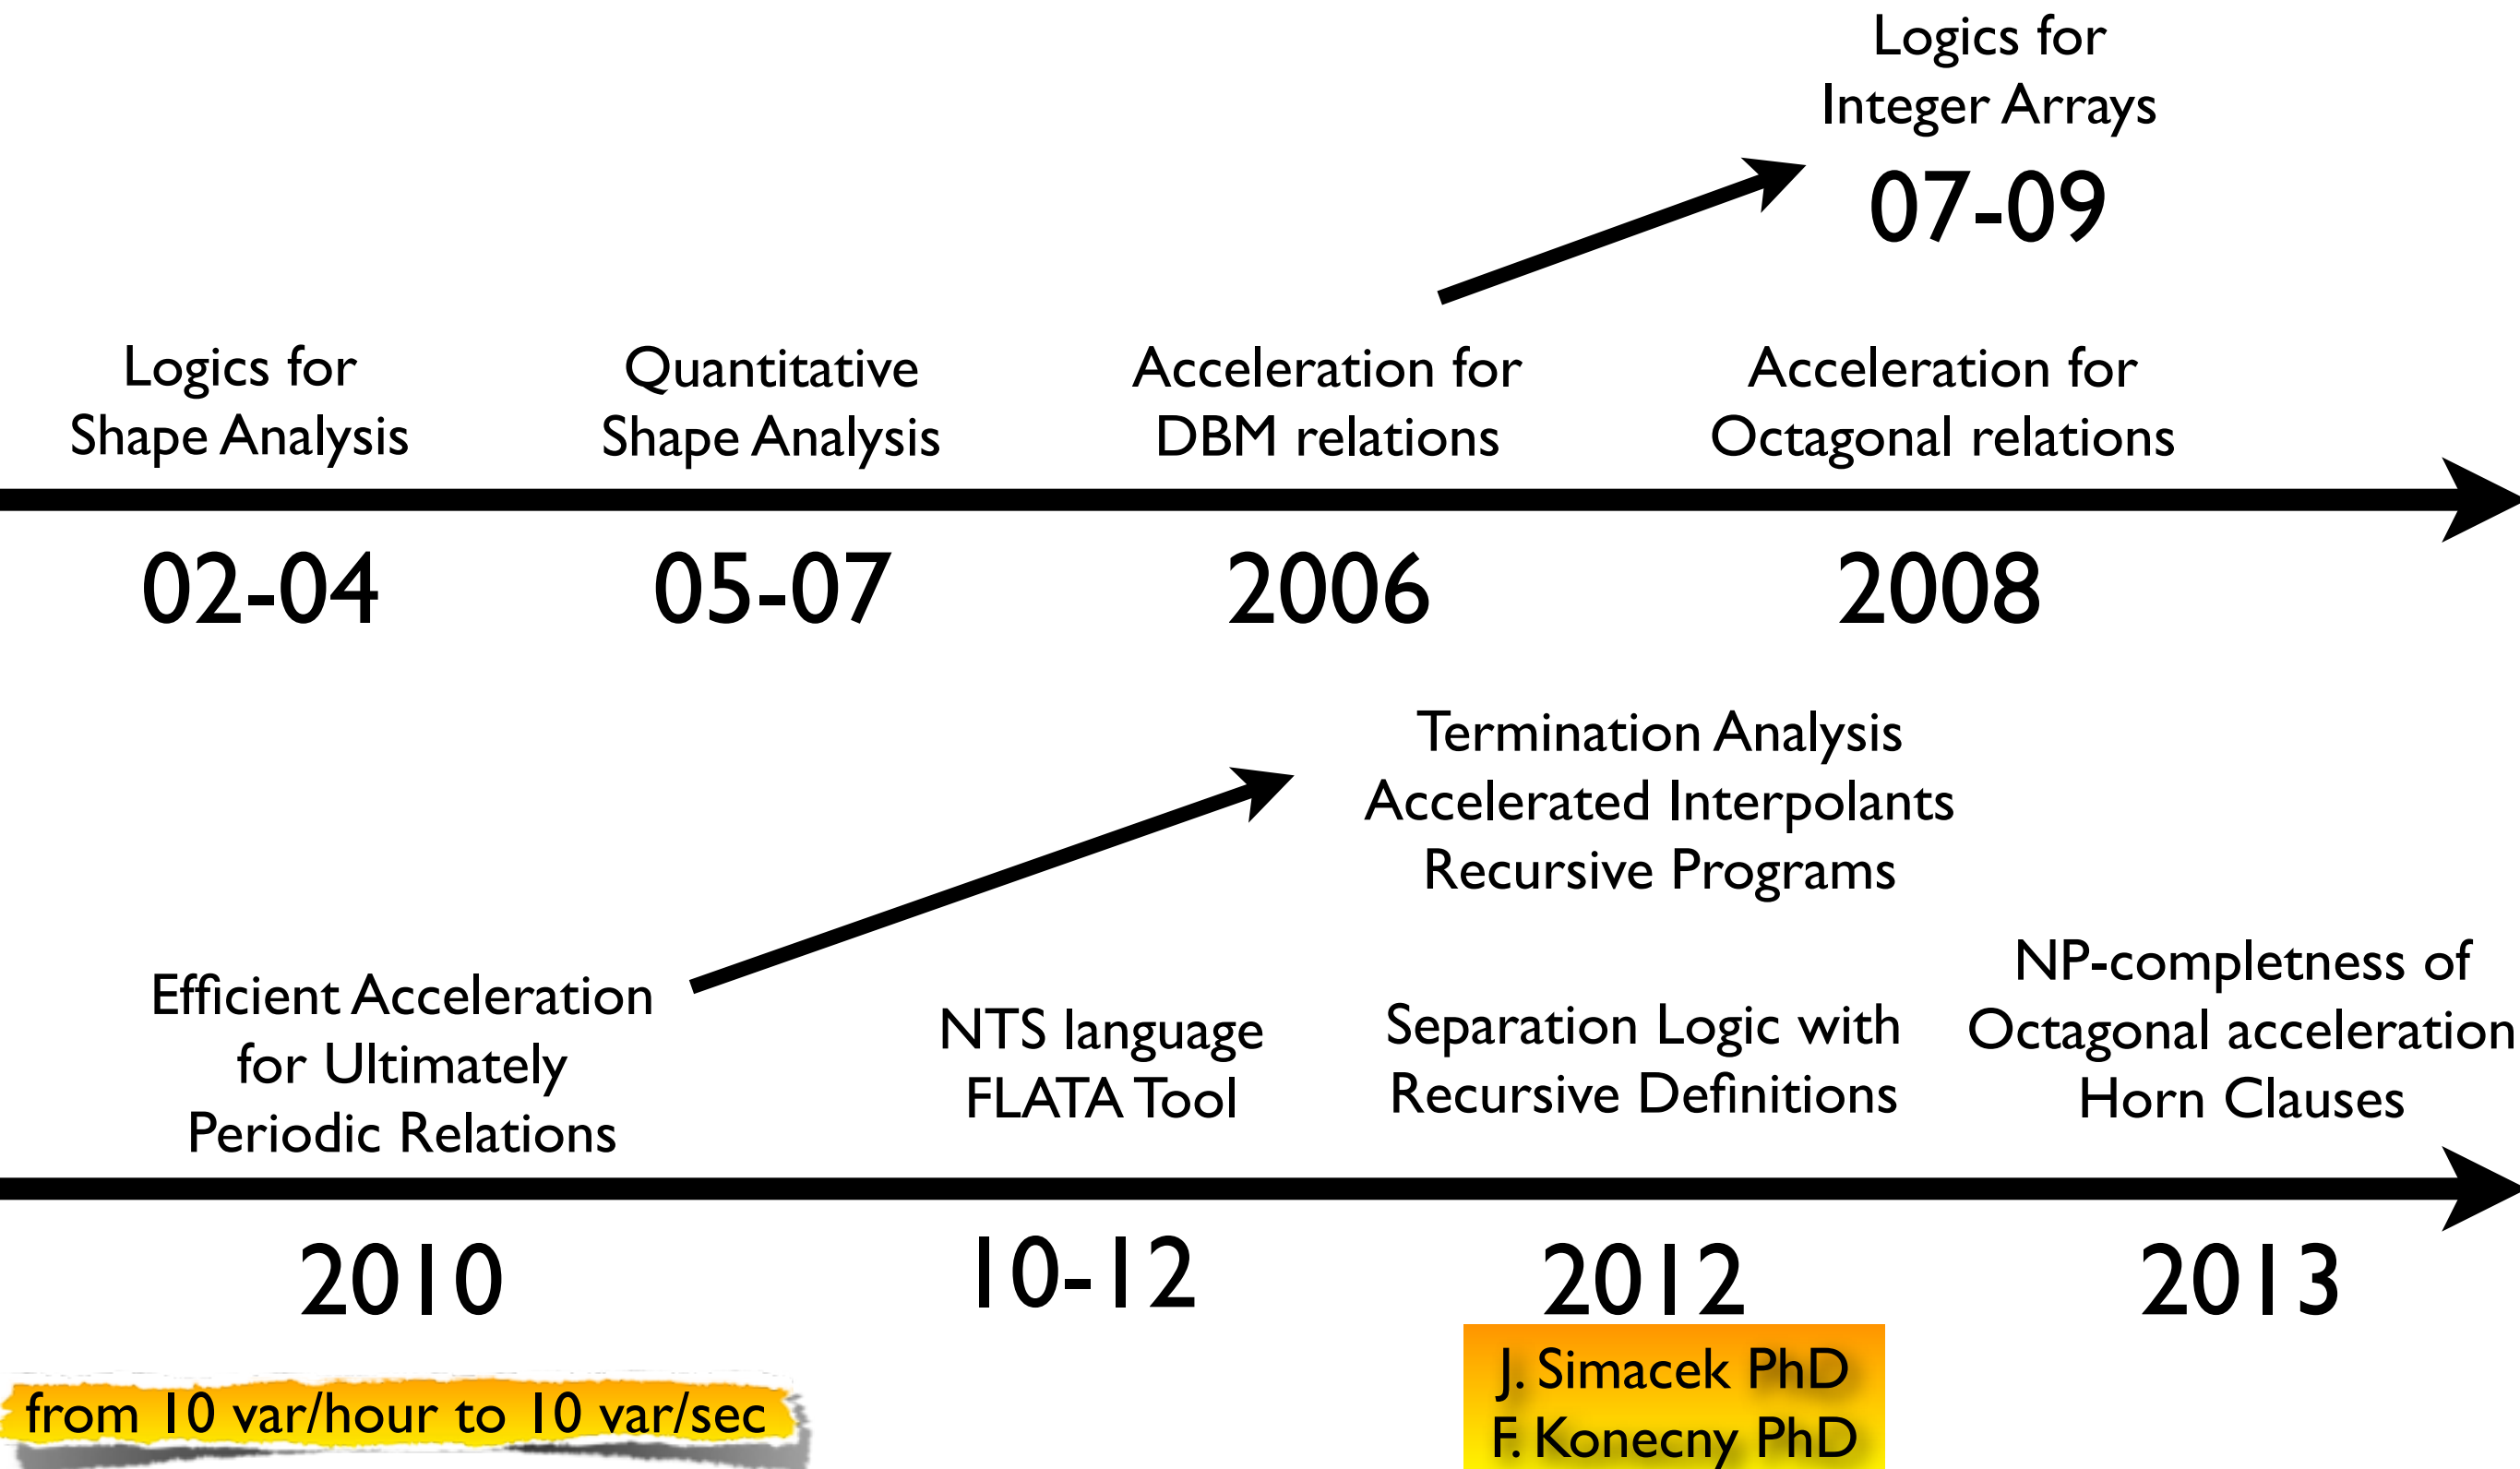 Logics for
Integer Arrays
07-09
Logics for
Shape Analysis
Quantitative
Shape Analysis
Acceleration for
DBM relations
Acceleration for
Octagonal relations
02-04
05-07
2006
2008
Termination Analysis
Accelerated Interpolants
Recursive Programs
Efficient Acceleration
for Ultimately
Periodic Relations
NTS language
FLATA Tool
Separation Logic with
Recursive Definitions
NP-completness of
Octagonal acceleration
Horn Clauses
2010
10-12
2012
2013
from 10 var/hour to 10 var/sec
J. Simacek PhD
F. Konecny PhD